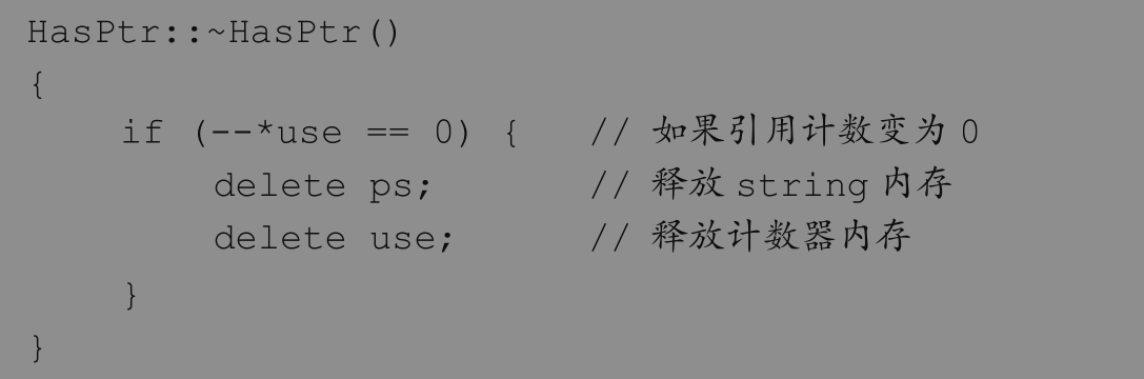 HasPtr::~HasPtr()
{
if (--*use == 0) { // 如果引用计数变为 0
delete ps; // 释放 string 内存
delete use; // 释放计数器内存
}
}